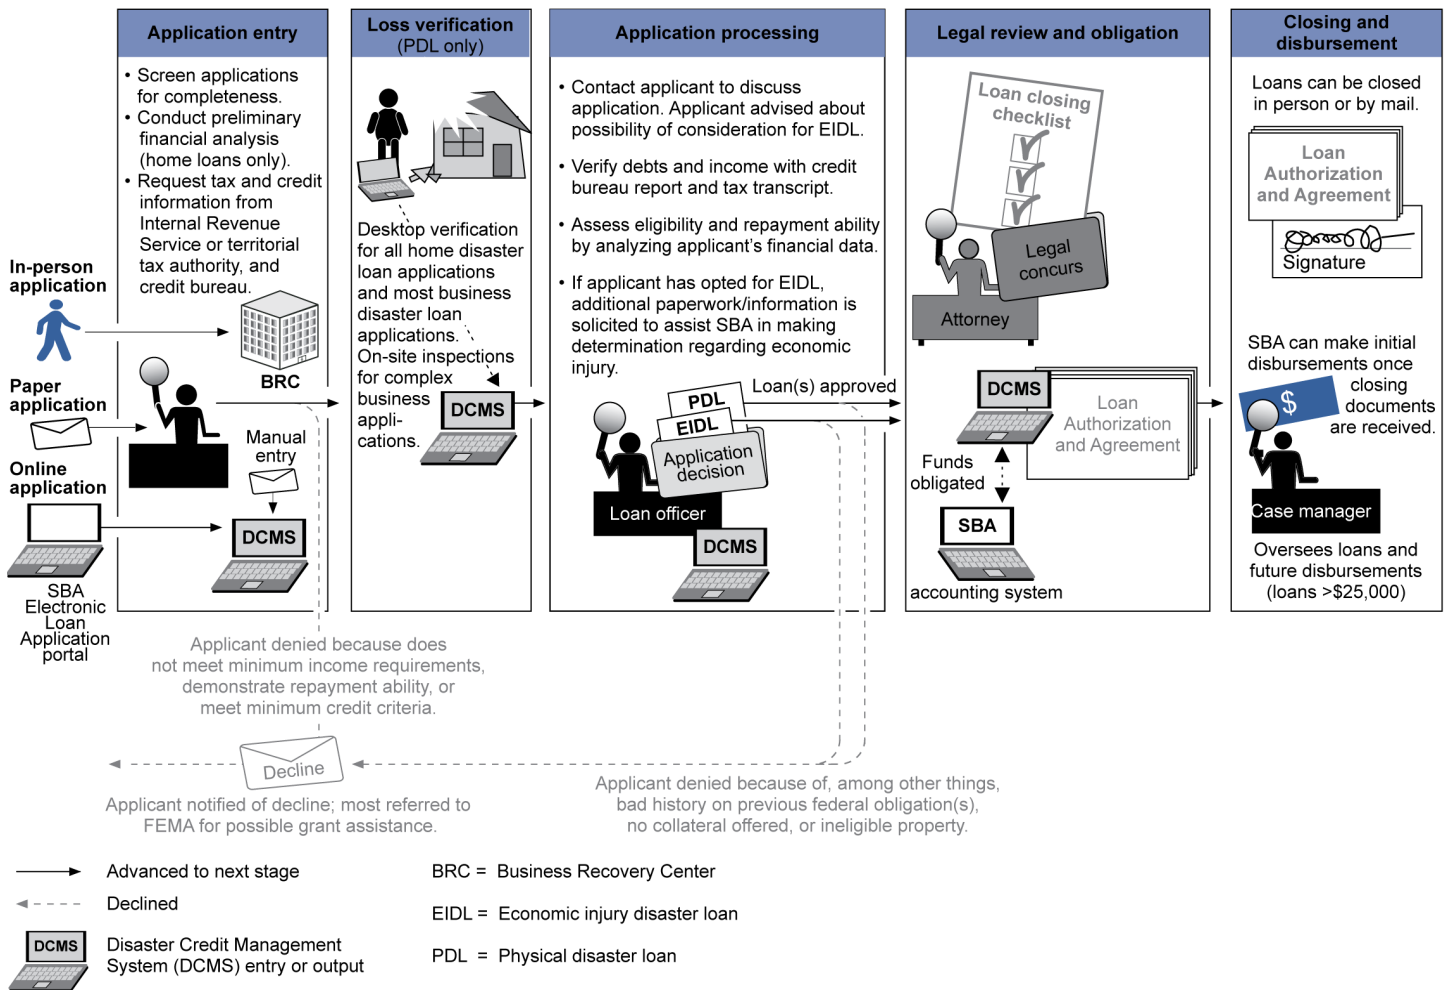 Application entry
• Screen applications
for completeness.
• Conduct preliminary
financial analysis
(home loans only).
• Request tax and credit
information from
Internal Revenue
Service or territorial
tax authority, and
credit bureau.
In-person
application
BRC
Paper
application
Manual
entry
Online
application
DCMS
SBA
Electronic
Loan
Application
portal
Loss verification
(PDL only)
Desktop verification
for all home disaster
loan applications
and most business
disaster loan
applications.
On-site inspections
for complex
business
appli-
cations.
DCMS
Application processing
• Contact applicant to discuss
application. Applicant advised about
possibility of consideration for EIDL.
• Verify debts and income with credit
bureau report and tax transcript.
• Assess eligibility and repayment ability
by analyzing applicant’s financial data.
• If applicant has opted for EIDL,
additional paperwork/information is
solicited to assist SBA in making
determination regarding economic
injury.
Loan(s) approved
PDL
EIDL
Application
decision
Loan officer
DCMS
Legal review and obligation
Loan closing
checklist
Legal
concurs
Attorney
DCMS
Loan
Authorization
and Agreement
Funds
obligated
SBA
accounting system
Closing and
disbursement
Loans can be closed
in person or by mail.
Loan
Authorization
and Agreement
Signature
SBA can make initial
disbursements once
closing
documents
are received.
$
Case manager
Oversees loans and
future disbursements
(loans >$25,000)
Applicant denied because does
not meet minimum income requirements,
demonstrate repayment ability, or
meet minimum credit criteria.
Decline
Applicant notified of decline; most referred to
FEMA for possible grant assistance.
Applicant denied because of, among other things,
bad history on previous federal obligation(s),
no collateral offered, or ineligible property.
Advanced to next stage
Declined
DCMS
Disaster Credit Management
System (DCMS) entry or output
BRC = Business Recovery Center
EIDL = Economic injury disaster loan
PDL = Physical disaster loan